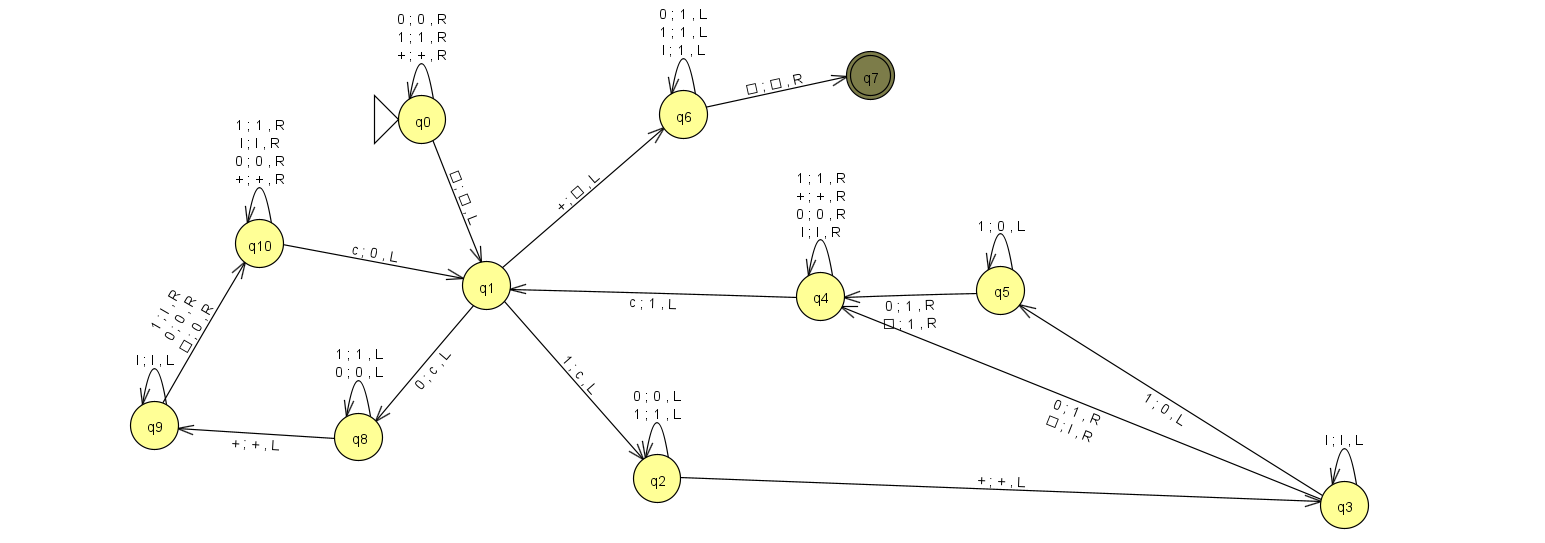 0 ; 0 , R
1 ; 1 , R
+ ; + , R
q0
0 ; 1 , L
1 ; 1 , L
I ; 1 , L
q6
□ ; □ , R
q7
1 ; 1 , R
I ; I , R
0 ; 0 , R
+ ; + , R
q10
□ ; □ , L
+ ; □ , L
c ; 0 , L
q1
1 ; 1 , R
+ ; + , R
0 ; 0 , R
I ; I , R
q4
c ; 1 , L
1 ; 0 , L
q5
0 ; 1 , R
□ ; 1 , R
1 ; I , R
0 ; 0 , R
□ ; 0 , R
I ; I , L
q9
1 ; 1 , L
0 ; 0 , L
q8
0 ; c , L
+ ; + , L
1 ; c , L
0 ; 0 , L
1 ; 1 , L
q2
+ ; + , L
0 ; 1 , R
□ ; I , R
1 ; 0 , L
I ; I , L
q3